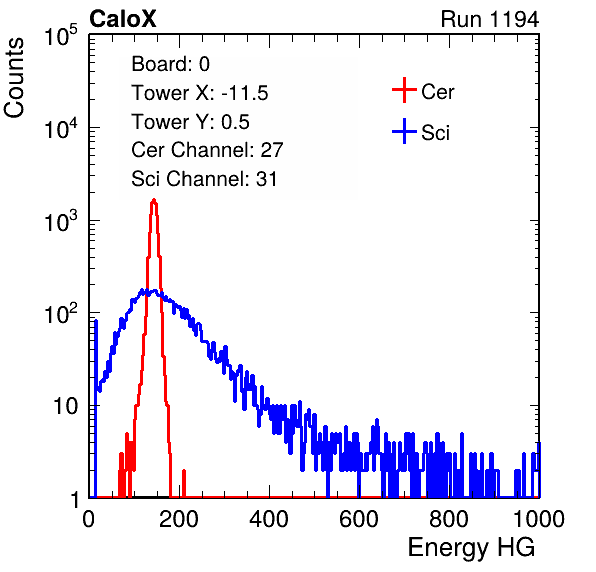 CaloX Run 1194
Counts
10^5
10^4
10^3
10^2
10
1
Board: 0
Tower X: -11.5
Tower Y: 0.5
Cer Channel: 27
Sci Channel: 31
Cer
Sci
0 200 400 600 800 1000
Energy HG